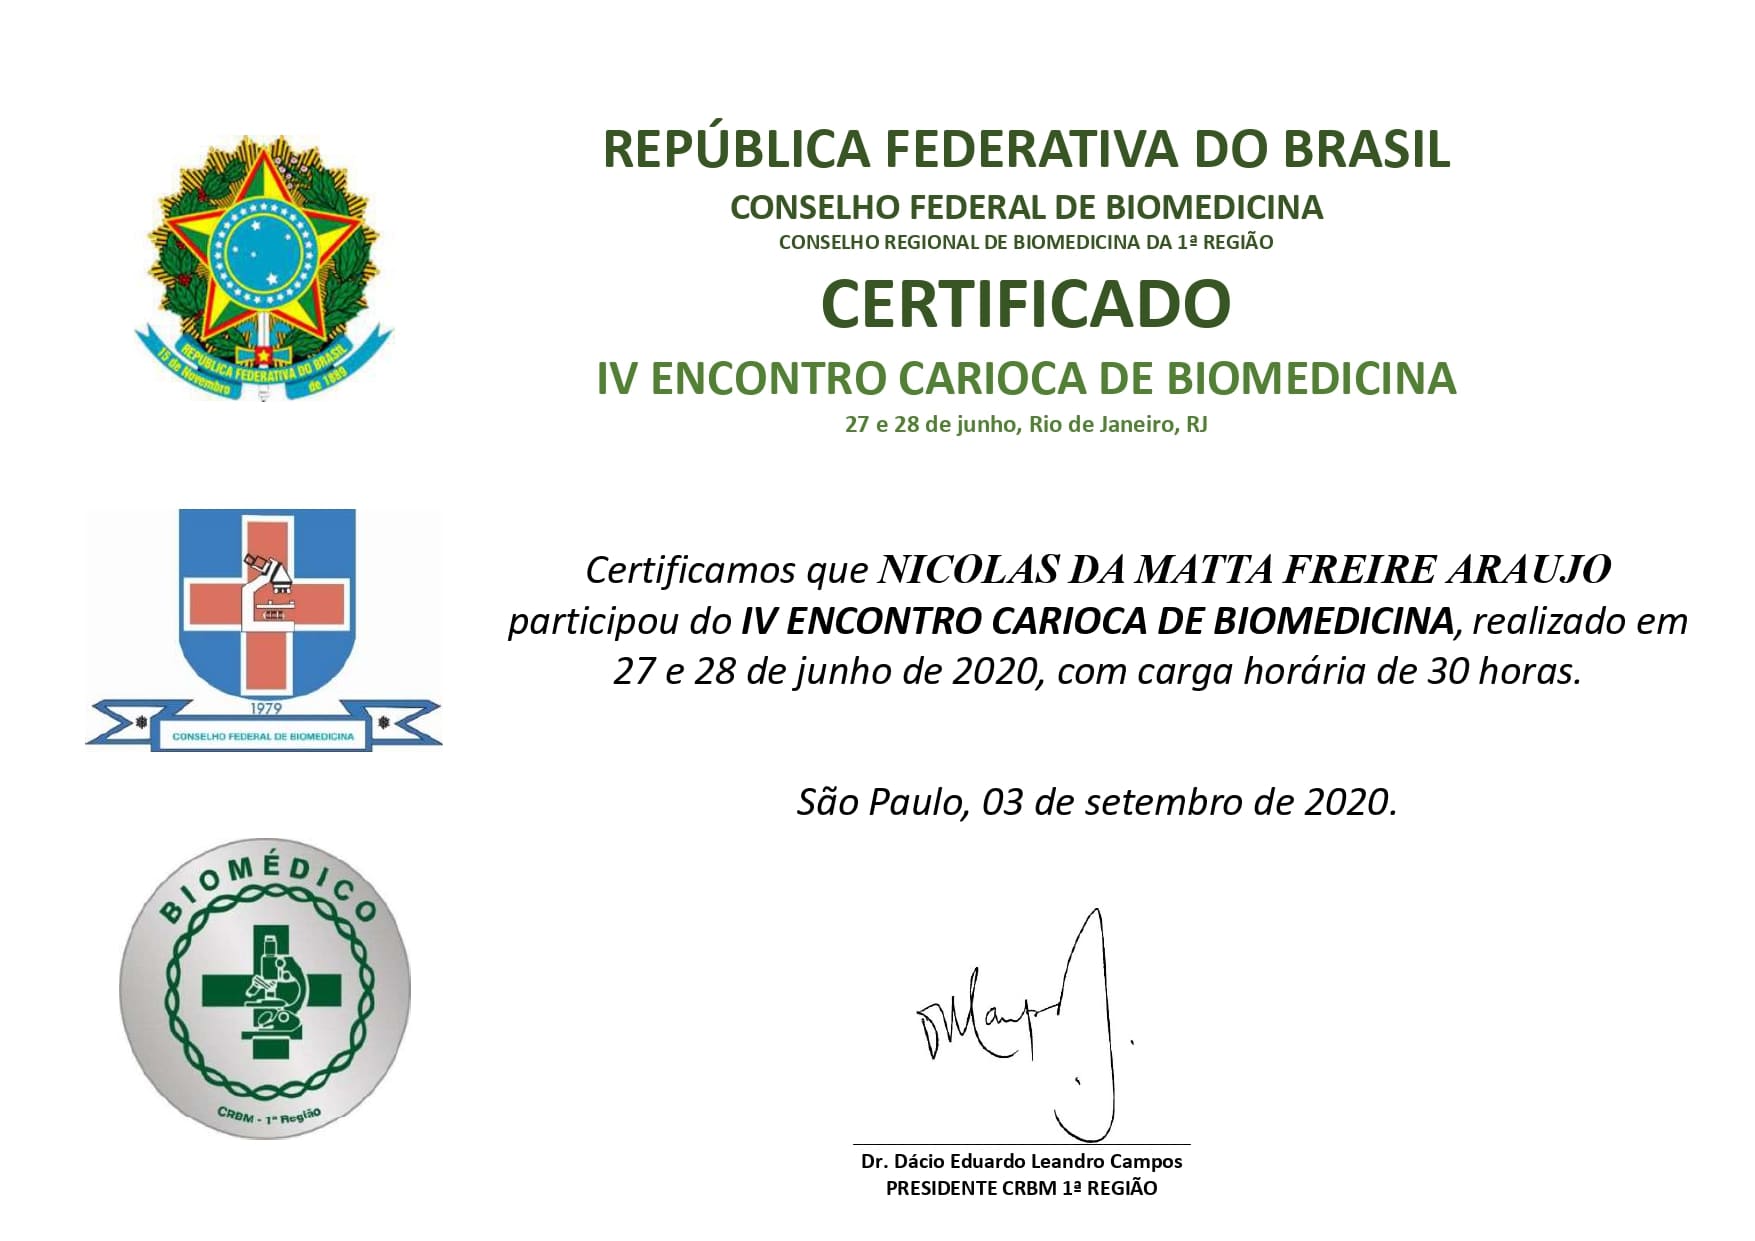 REPÚBLICA FEDERATIVA DO BRASIL
CONSELHO FEDERAL DE BIOMEDICINA
CONSELHO REGIONAL DE BIOMEDICINA DA 1ª REGIÃO
CERTIFICADO
IV ENCONTRO CARIOCA DE BIOMEDICINA
27 e 28 de junho, Rio de Janeiro, RJ
REPÚBLICA FEDERATIVA DO BRASIL
15 de Novembro
de 1889
Certificamos que NICOLAS DA MATTA FREIRE ARAUJO
participou do IV ENCONTRO CARIOCA DE BIOMEDICINA, realizado em
27 e 28 de junho de 2020, com carga horária de 30 horas.
1979
CONSELHO FEDERAL DE BIOMEDICINA
São Paulo, 03 de setembro de 2020.
BIOMÉDICO
CRBM - 1ª Região
Dr. Dácio Eduardo Leandro Campos
PRESIDENTE CRBM 1ª REGIÃO